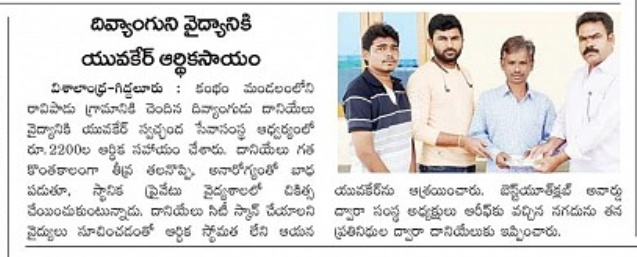 దివ్యాంగుని వైద్యానికి
యువకేర్ ఆర్థికసాయం
విశాలాంధ్ర-గిద్దలూరు : కంభం మండలంలోని
రావిపాడు గ్రామానికి చెందిన దివ్యాంగుడు దానియేలు
వైద్యానికి యువకేర్ స్వచ్ఛంద సేవాసంస్థ ఆధ్వర్యంలో
రూ.2200ల ఆర్థిక సహాయం చేశారు. దానియేలు గత
కొంతకాలంగా తీవ్ర తలనొప్పి, అనారోగ్యంతో బాధ
పడుతూ, స్థానిక ప్రైవేటు వైద్యశాలలో చికిత్స
చేయించుకుంటున్నాడు. దానియేలు సిటీ స్కాన్ చేయాలని
వైద్యులు సూచించడంతో ఆర్థిక స్థోమత లేని ఆయన
యువకేర్‌ను ఆశ్రయించారు. బెస్ట్‌యూత్‌క్లబ్ అవార్డు
ద్వారా సంస్థ అధ్యక్షులు ఆరీఫ్‌కు వచ్చిన నగదును తన
ప్రతినిధుల ద్వారా దానియేలుకు ఇప్పించారు.